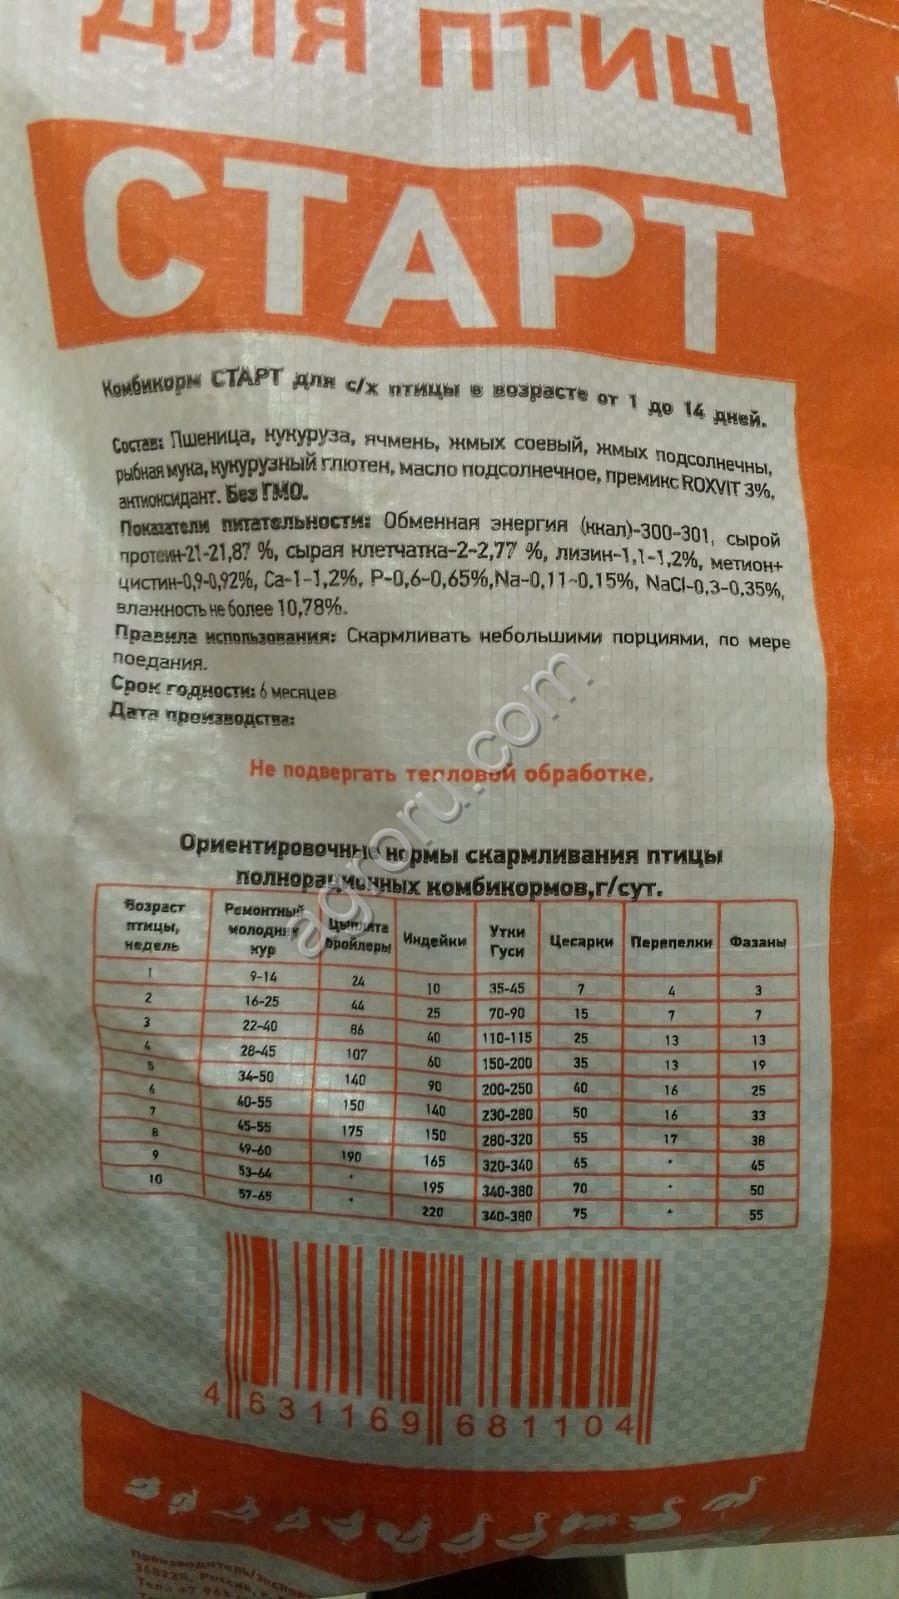 ДЛЯ ПТИЦ
СТАРТ
Комбикорм СТАРТ для с/х птицы в возрасте от 1 до 14 дней.
Состав: Пшеница, кукуруза, ячмень, жмых соевый, жмых подсолнечны,
рыбная мука, кукурузный глютен, масло подсолнечное, премикс ROXVIT 3%,
антиоксидант. Без ГМО.
Показатели питательности: Обменная энергия (ккал)-300-301, сырой
протеин-21-21,87 %, сырая клетчатка-2-2,77 %, лизин-1,1-1,2%, метион+
цистин-0,9-0,92%, Ca-1-1,2%, P-0,6-0,65%,Na-0,11-0,15%, NaCl-0,3-0,35%,
влажность не более 10,78%.
Правила использования: Скармливать небольшими порциями, по мере
поедания.
Срок годности: 6 месяцев
Дата производства:
Не подвергать тепловой обработке.
agroru.com
Ориентировочные нормы скармливания птицы
полнорационных комбикормов,г/сут.
Возраст птицы, недель Ремонтный молодняк кур Цыплята бройлеры Индейки Утки Гуси Цесарки Перепелки Фазаны
1 9-14 24 10 35-45 7 4 3
2 16-25 44 25 70-90 15 7 7
3 22-40 86 40 110-115 25 13 13
4 28-45 107 60 150-200 35 13 19
5 34-50 140 90 200-250 40 16 25
6 40-55 150 140 230-280 50 16 33
7 45-55 175 150 280-320 55 17 38
8 49-60 190 165 320-340 65 · 45
9 53-64 · 195 340-380 70 · 50
10 57-65 · 220 340-380 75 · 55
4 631169 681104
Производитель/экспор
368220, Россия, г.
Тел.: +7 963